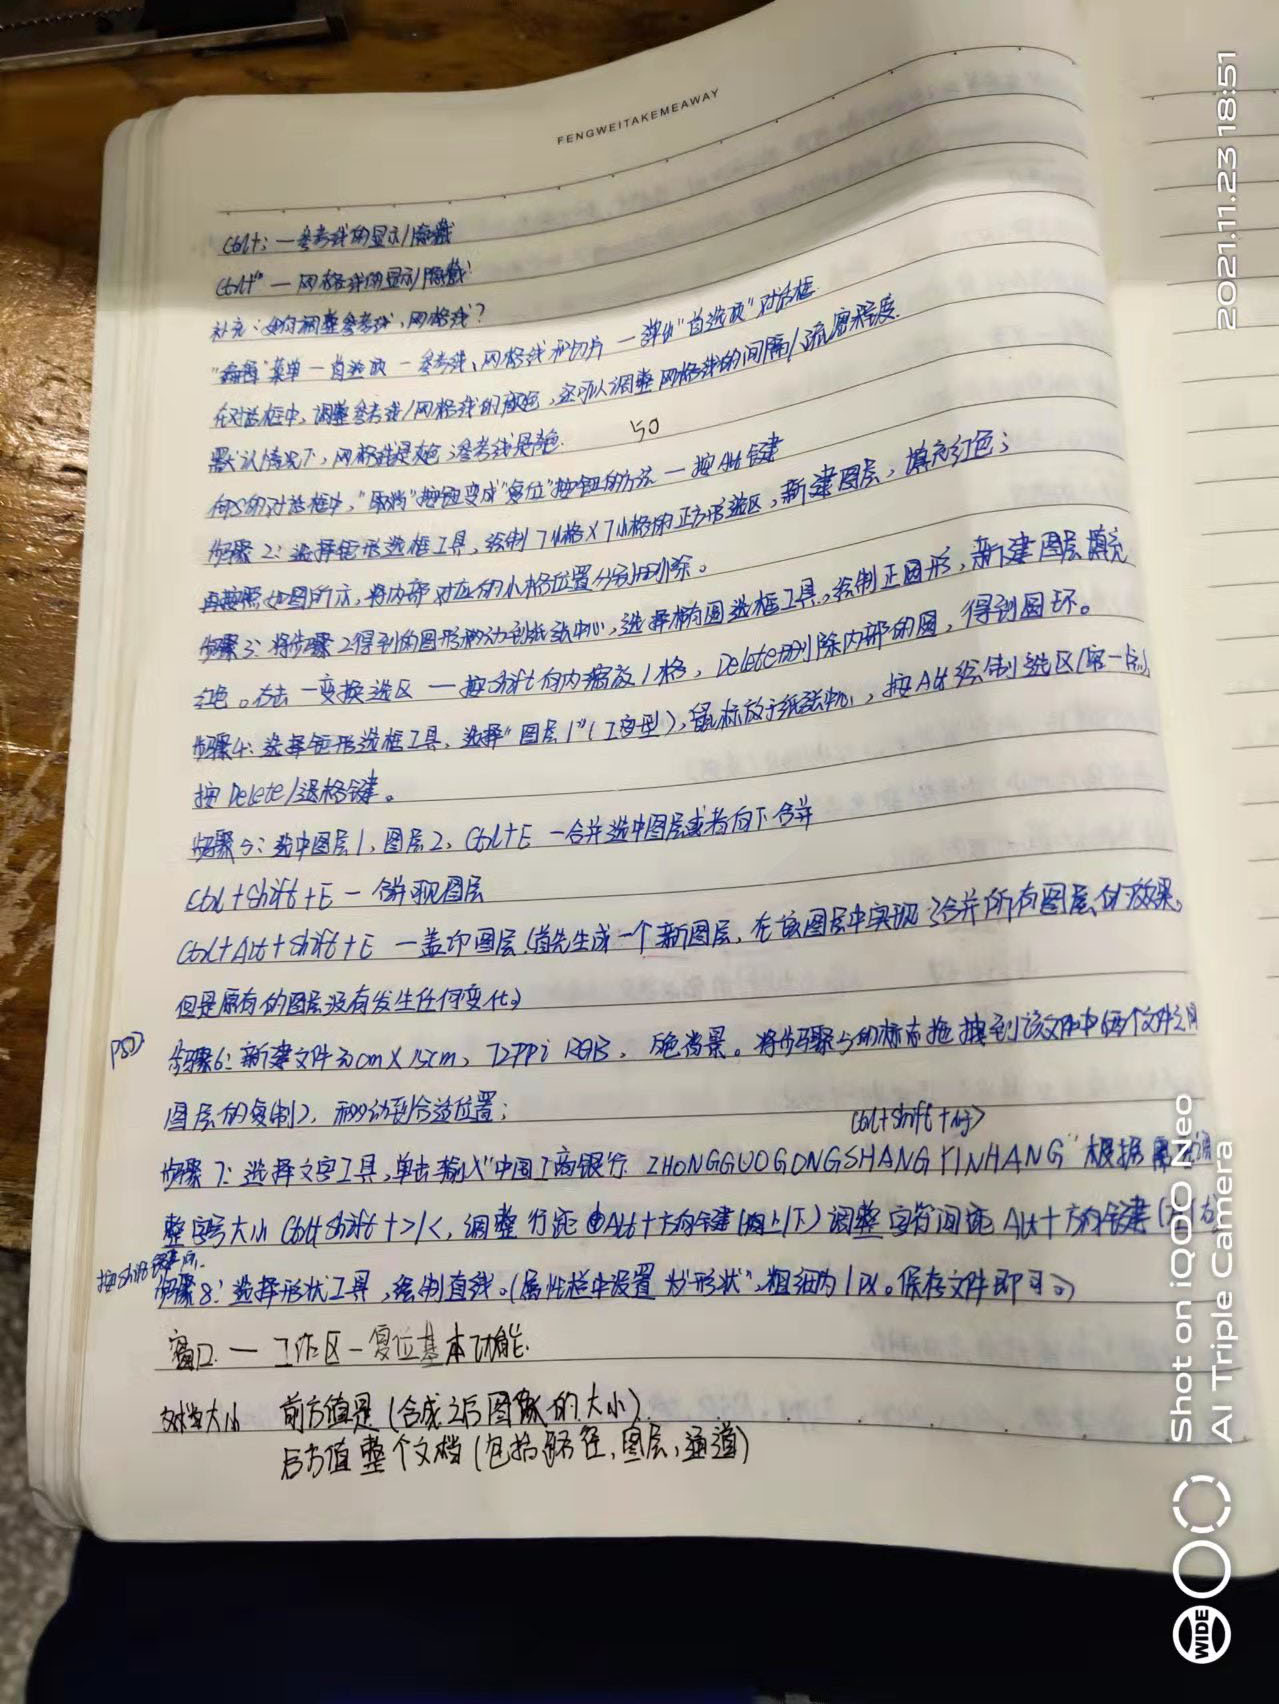 FENGWEITAKEMEAWAY
Ctrl+; — 参考线的显示/隐藏
Ctrl+" — 网格线的显示/隐藏
补充:如何调整参考线,网格线?
"编辑"菜单 — 首选项 — 参考线、网格线和切片 — 弹出"首选项"对话框.
在对话框中,调整参考线/网格线的颜色,还可以调整网格线的间隔/
默认情况下,网格线是灰色,参考线是青色.
50
的对话框中,"取消"按钮变成"复位"按钮的方法 — 按Alt键
步骤2:选择矩形选框工具,绘制7小格×7小格的正方形选区,新建图层,填充红色;
再按照如图所示,将内部对应的小格位置分别删除。
步骤3:将步骤2得到的图形移动到纸张中心,选择椭圆选框工具,绘制正圆形,新建图层填充
红色。右击 — 变换选区 — 按shift向内缩放1格,Delete删除内部的圆,得到圆环。
步骤4:选择矩形选框工具,选择"图层1"(工字型),鼠标放于纸张中心,按Alt绘制选区(宽一点)
按Delete/退格键。
步骤5:选中图层1,图层2,Ctrl+E — 合并选中图层或者向下合并
Ctrl+Shift+E — 合并可见图层
Ctrl+Alt+Shift+E — 盖印图层(首先生成一个新图层,在该图层中实现了合并所有图层的效果,
但是原有的图层没有发生任何变化)
步骤6:新建文件30cm×15cm,72PPi RGB,白色背景。将步骤5的标志拖拽到该文件中(两个文件之间
图层的复制),移动到合适位置;
Ctrl+Shift+
步骤7:选择文字工具,单击输入"中国工商银行 ZHONGGUOGONGSHANG YINHANG"根据需要调
整字号大小 Ctrl+Shift+>/<,调整行距 Alt+方向键(向上/下)调整字符间距 Alt+方向键(左/右)
按Shift键
步骤8:选择形状工具,绘制直线。(属性栏中设置为"形状",粗细为1px。保存文件即可。)
窗口 — 工作区 — 复位基本功能.
文档大小 前方值是(合成之后图像的大小).
后方值整个文档(包括路径,图层,通道)
2021.11.23 18:51
Shot on iQOO Neo
AI Triple Camera
WIDE